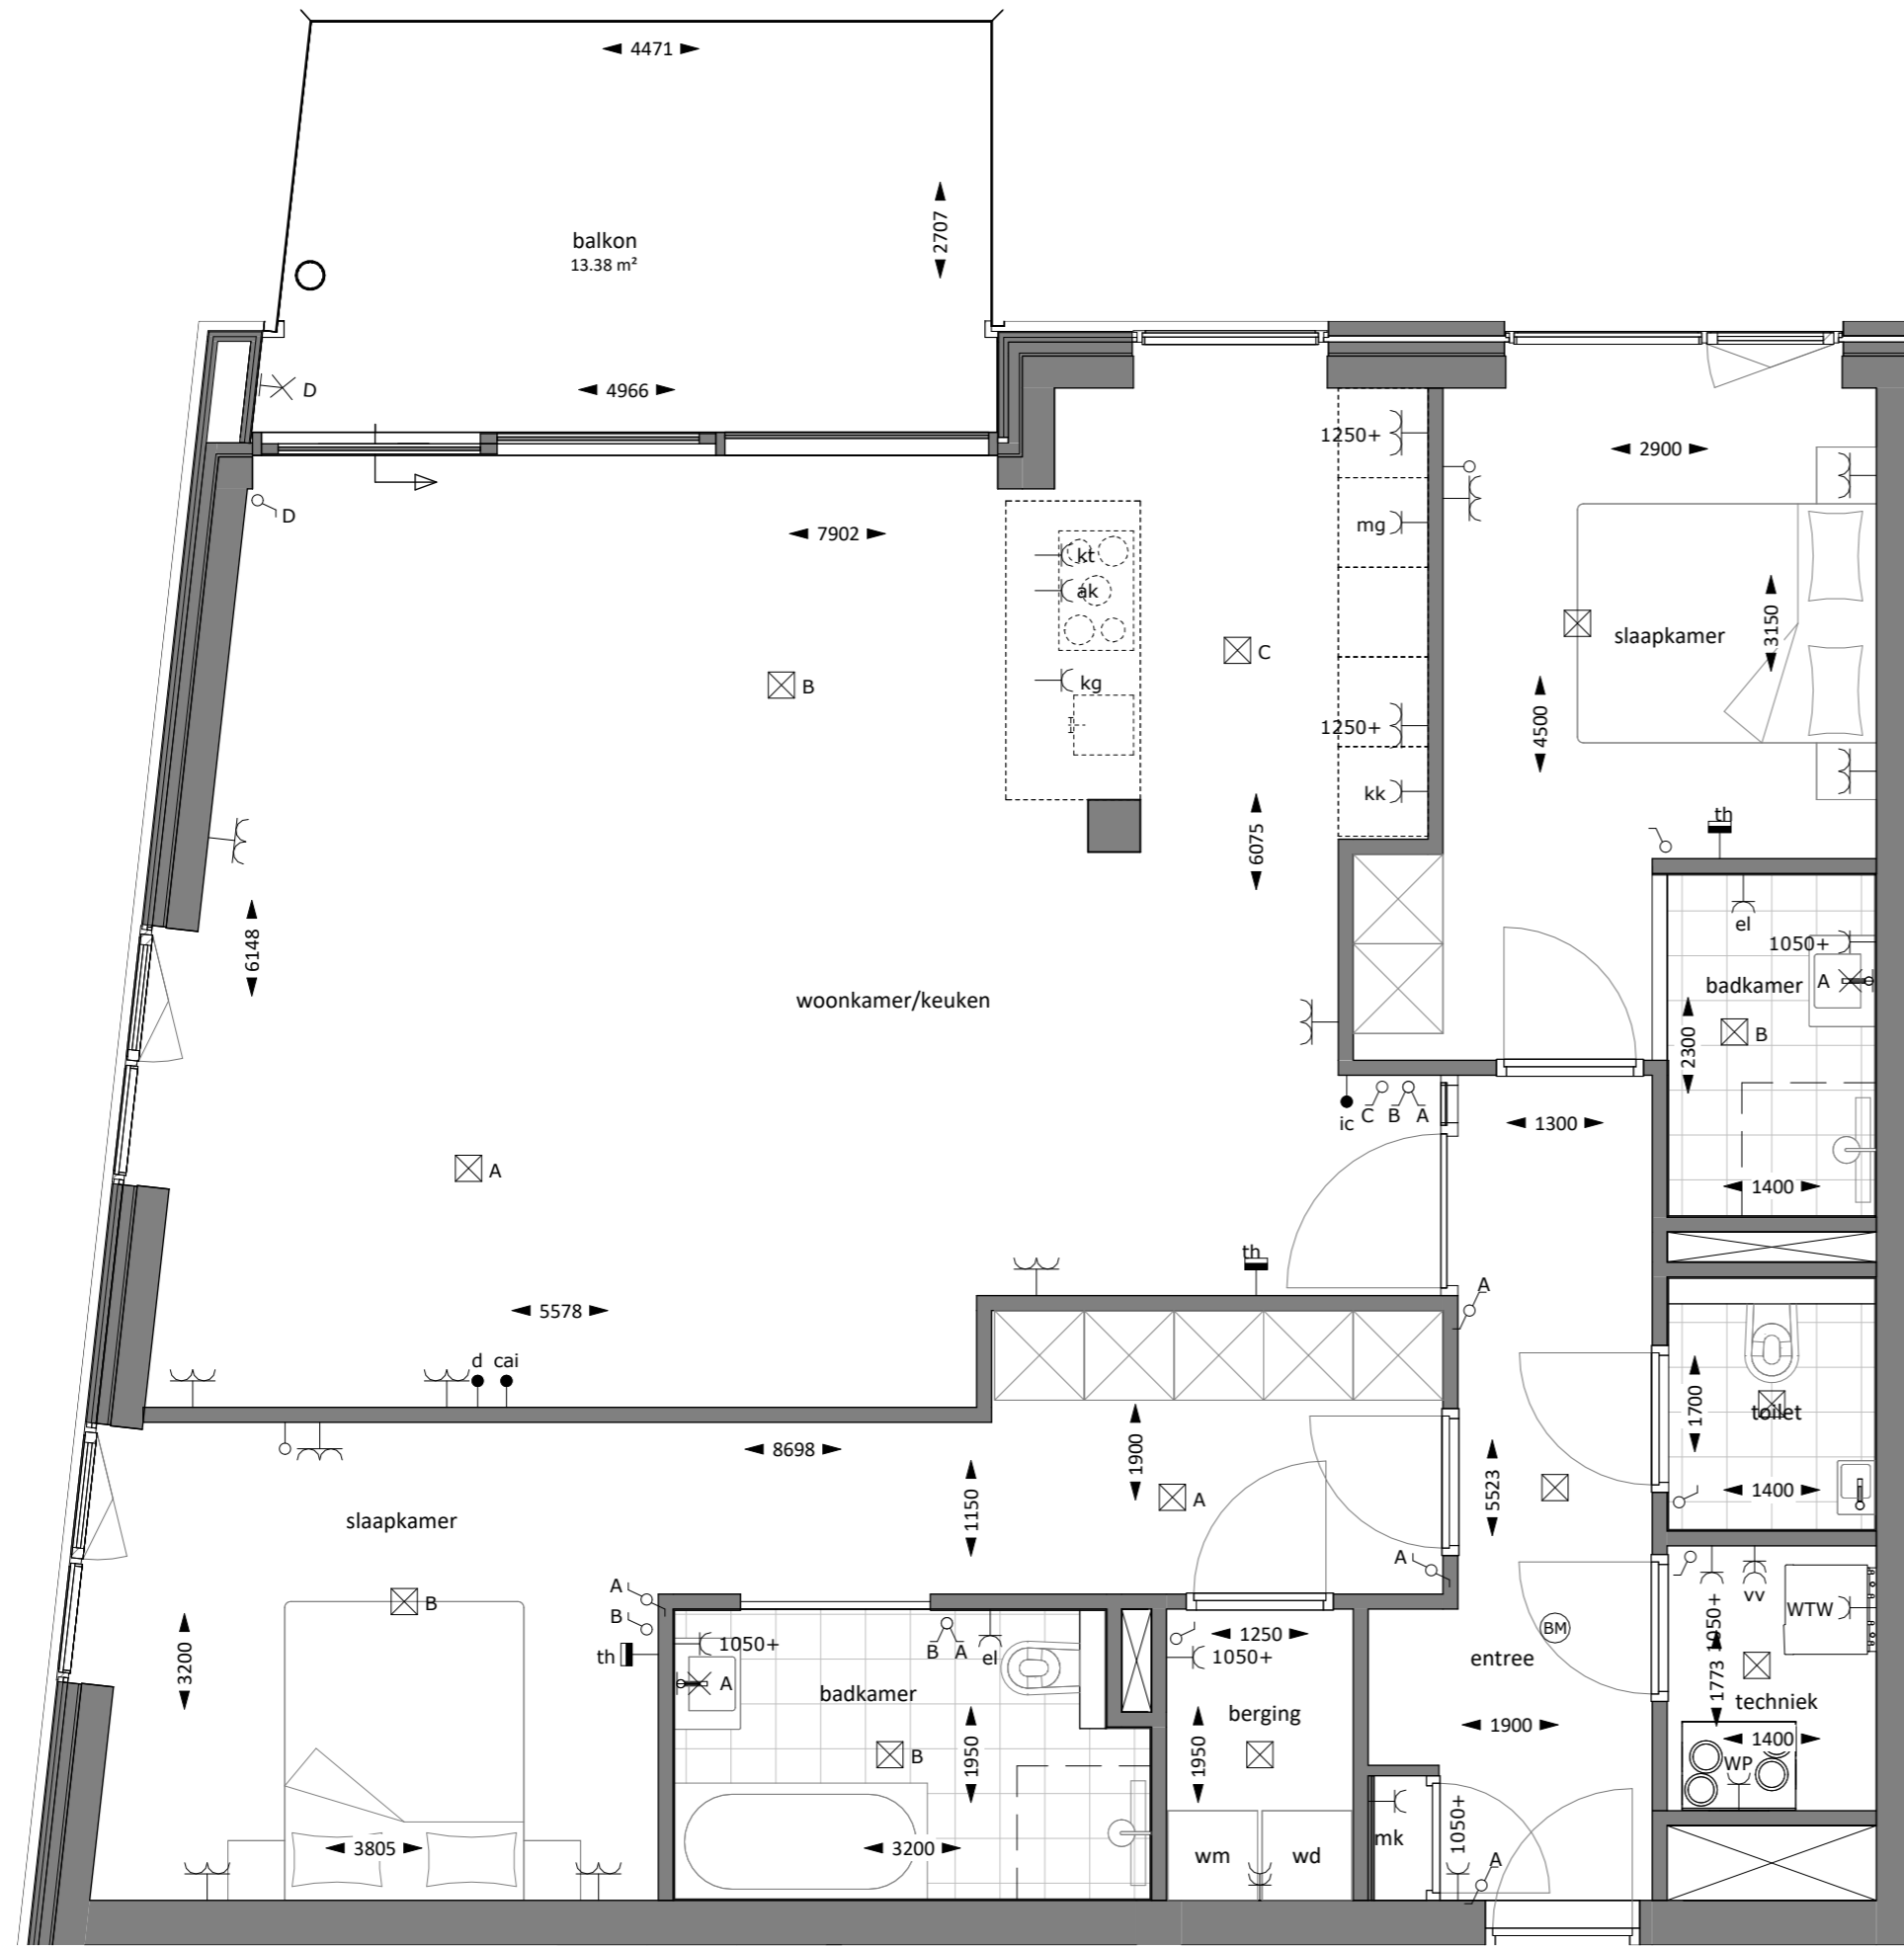 4471
2707
balkon
13.38 m²
D
4966
1250+
2900
D
7902
mg
kt
ak
3150
slaapkamer
C
B
kg
4500
1250+
kk
th
6075
el
1050+
6148
badkamer
A
woonkamer/keuken
B
2300
ic
C
B
A
1300
A
1400
th
A
5578
d
cai
1700
toilet
8698
1900
1400
5523
1150
A
slaapkamer
A
A
B
B
vv
1050+
WTW
1250
1050+
1050+
B
A
el
th
BM
entree
3200
A
badkamer
berging
1773
techniek
1900
B
1950
1950
1400
WP
3805
3200
wm
wd
mk
1050+
A